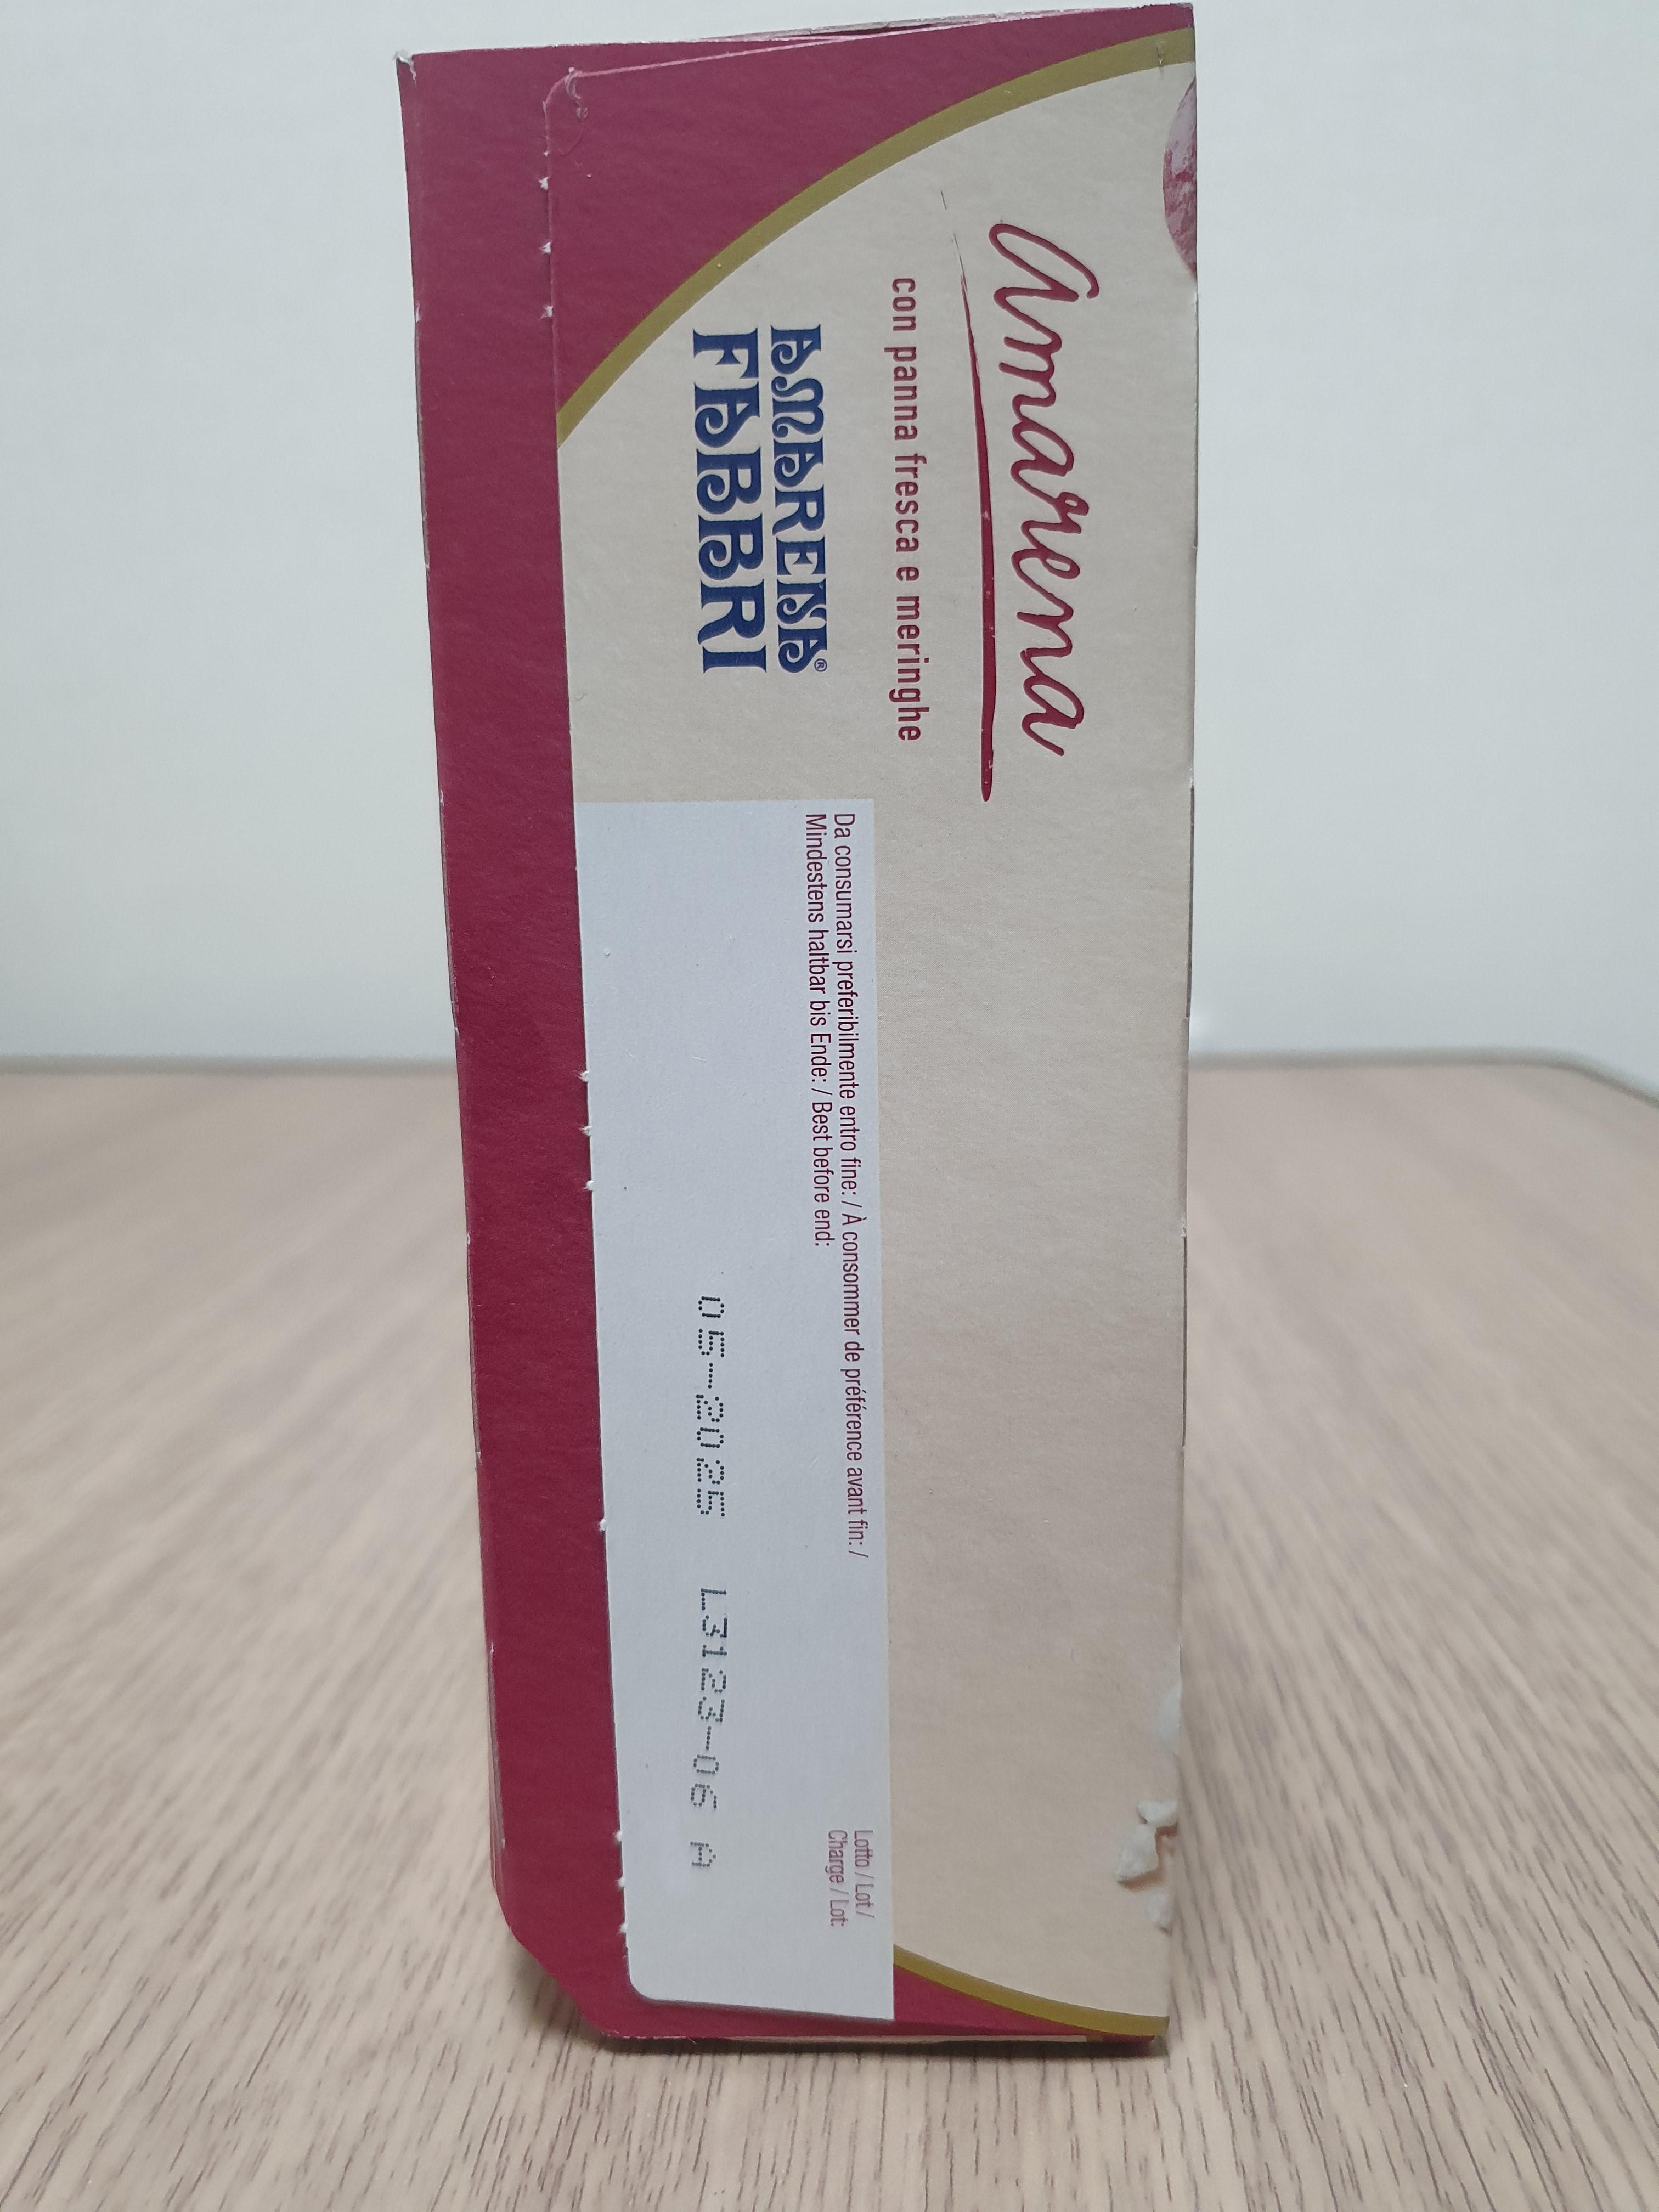 Amarena
con panna fresca e meringhe
AMARENA®
FABBRI
Da consumarsi preferibilmente entro fine: / À consommer de préférence avant fin: /
Mindestens haltbar bis Ende: / Best before end:
Lotto / Lot /
Charge / Lot:
05-2025 L3123-06 A